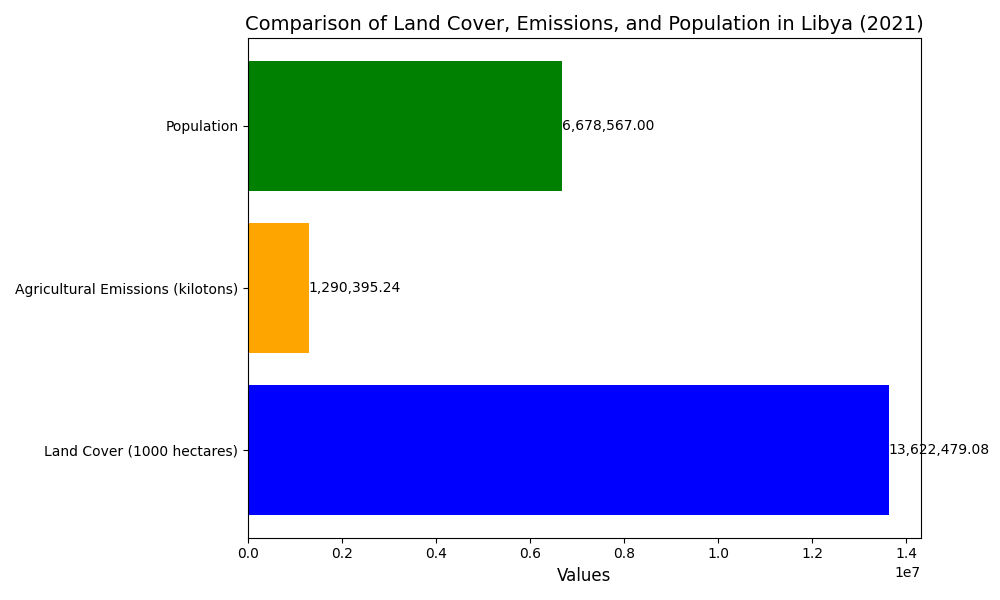 Comparison of Land Cover, Emissions, and Population in Libya (2021)
Population
6,678,567.00
Agricultural Emissions (kilotons)
1,290,395.24
Land Cover (1000 hectares)
13,622,479.08
0.0 0.2 0.4 0.6 0.8 1.0 1.2 1.4
1e7
Values